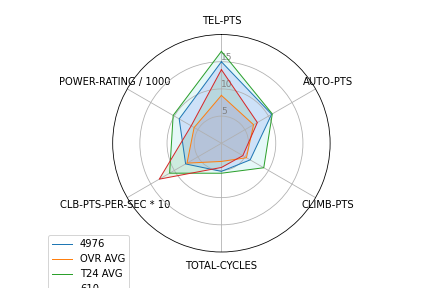 TEL-PTS
POWER-RATING / 1000
AUTO-PTS
15
10
5
CLB-PTS-PER-SEC * 10
CLIMB-PTS
TOTAL-CYCLES
4976
OVR AVG
T24 AVG
610